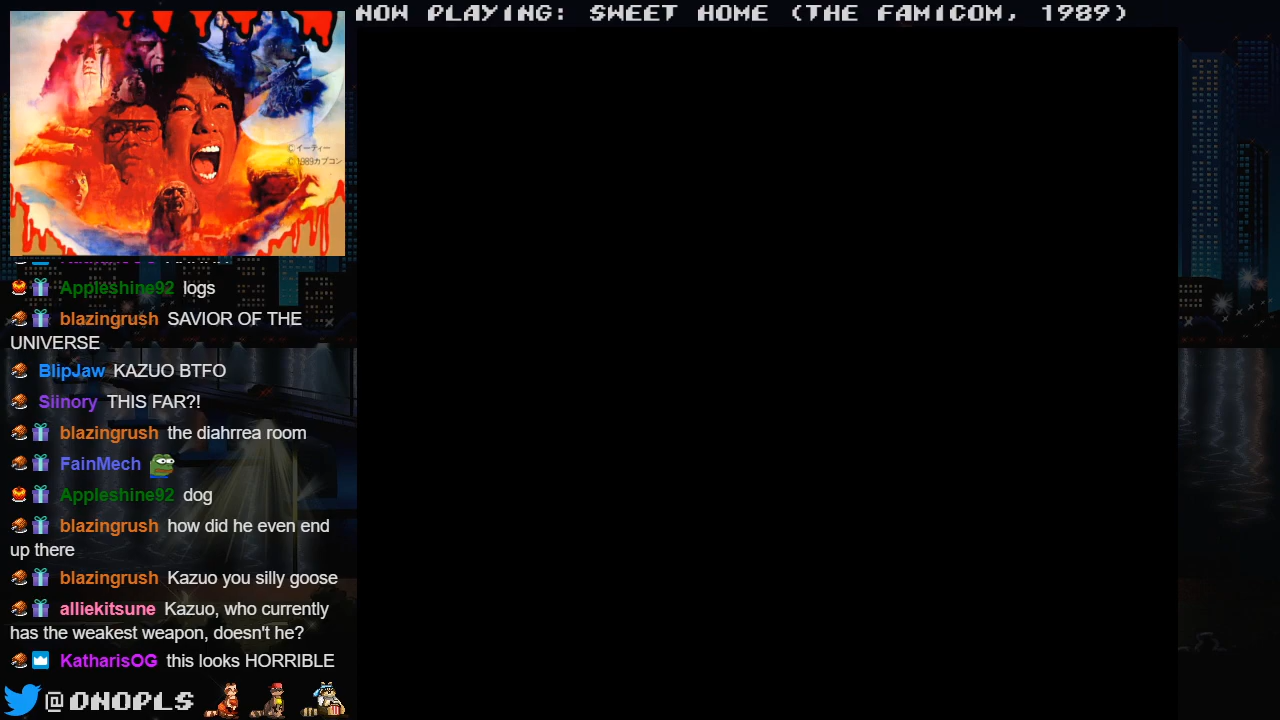 NOW PLAYING: SWEET HOME (THE FAMICOM, 1989)
© イーティー
© 1989カプコン
Appleshine92 logs
blazingrush SAVIOR OF THE
UNIVERSE
BlipJaw KAZUO BTFO
Siinory THIS FAR?!
blazingrush the diahrrea room
FainMech
Appleshine92 dog
blazingrush how did he even end
up there
blazingrush Kazuo you silly goose
alliekitsune Kazuo, who currently
has the weakest weapon, doesn't he?
KatharisOG this looks HORRIBLE
@DNOPLS